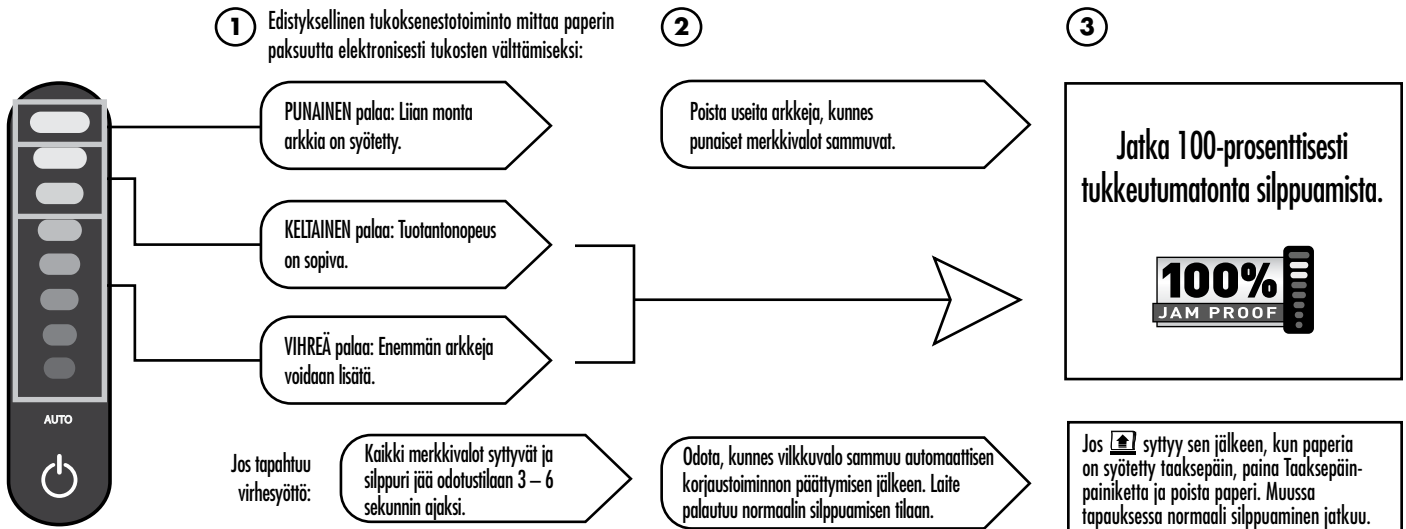 1
Edistyksellinen tukoksenestotoiminto mittaa paperin
paksuutta elektronisesti tukosten välttämiseksi:
PUNAINEN palaa: Liian monta
arkkia on syötetty.
KELTAINEN palaa: Tuotantonopeus
on sopiva.
VIHREÄ palaa: Enemmän arkkeja
voidaan lisätä.
AUTO
2
Poista useita arkkeja, kunnes
punaiset merkkivalot sammuvat.
3
Jatka 100-prosenttisesti
tukkeutumatonta silppuamista.
100%
JAM PROOF
Jos tapahtuu
virhesyöttö:
Kaikki merkkivalot syttyvät ja
silppuri jää odotustilaan 3 – 6
sekunnin ajaksi.
Odota, kunnes vilkkuvalo sammuu automaattisen
korjaustoiminnon päättymisen jälkeen. Laite
palautuu normaalin silppuamisen tilaan.
Jos syttyy sen jälkeen, kun paperia
on syötetty taaksepäin, paina Taaksepäin-
painiketta ja poista paperi. Muussa
tapauksessa normaali silppuaminen jatkuu.